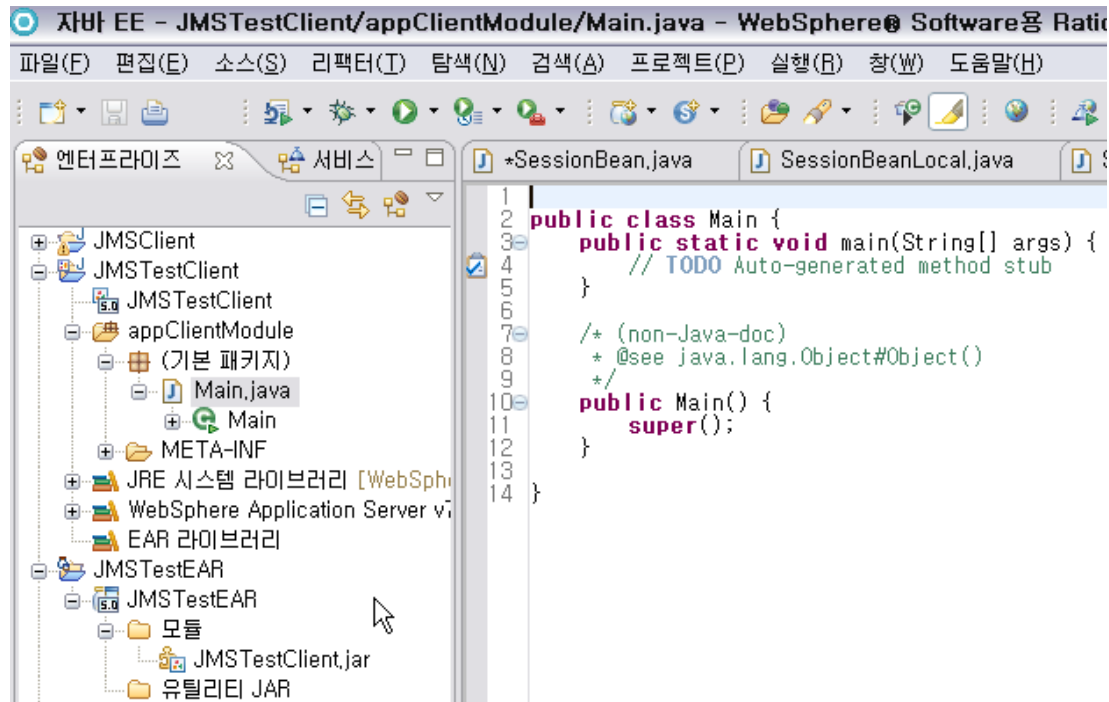 자바 EE - JMSTestClient/appClientModule/Main.java - WebSphere® Software용 Ratio
파일(F) 편집(E) 소스(S) 리팩터(T) 탐색(N) 검색(A) 프로젝트(P) 실행(R) 창(W) 도움말(H)
엔터프라이즈 서비스
*SessionBean.java SessionBeanLocal.java S
JMSClient
JMSTestClient
JMSTestClient
appClientModule
(기본 패키지)
Main.java
Main
META-INF
JRE 시스템 라이브러리 [WebSph
WebSphere Application Server v7
EAR 라이브러리
JMSTestEAR
JMSTestEAR
모듈
JMSTestClient.jar
유틸리티 JAR
1
2 public class Main {
3 public static void main(String[] args) {
4 // TODO Auto-generated method stub
5 }
6
7 /* (non-Java-doc)
8 * @see java.lang.Object#Object()
9 */
10 public Main() {
11 super();
12 }
13
14 }